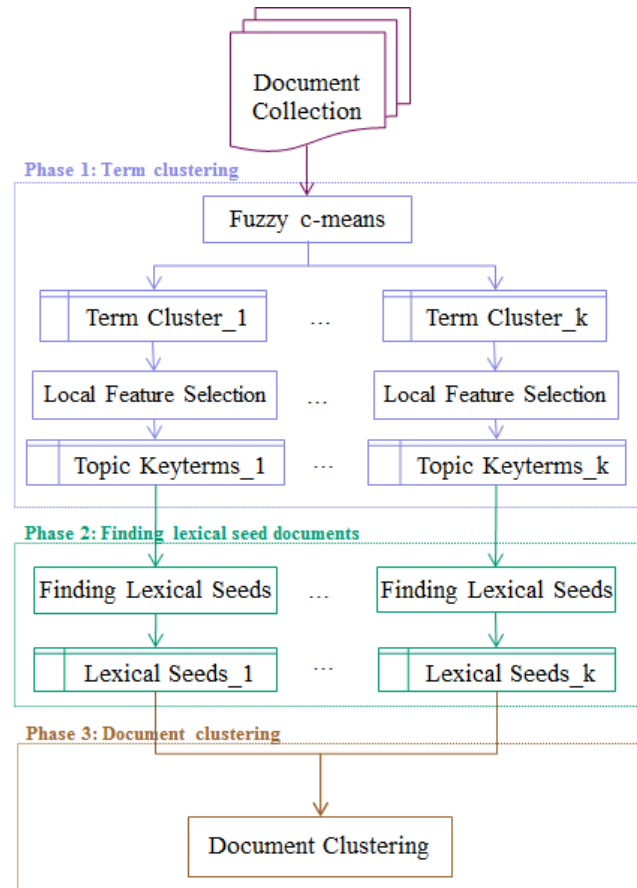 Document
Collection
Phase 1: Term clustering
Fuzzy c-means
Term Cluster_1 ... Term Cluster_k
Local Feature Selection ... Local Feature Selection
Topic Keyterms_1 ... Topic Keyterms_k
Phase 2: Finding lexical seed documents
Finding Lexical Seeds ... Finding Lexical Seeds
Lexical Seeds_1 ... Lexical Seeds_k
Phase 3: Document clustering
Document Clustering